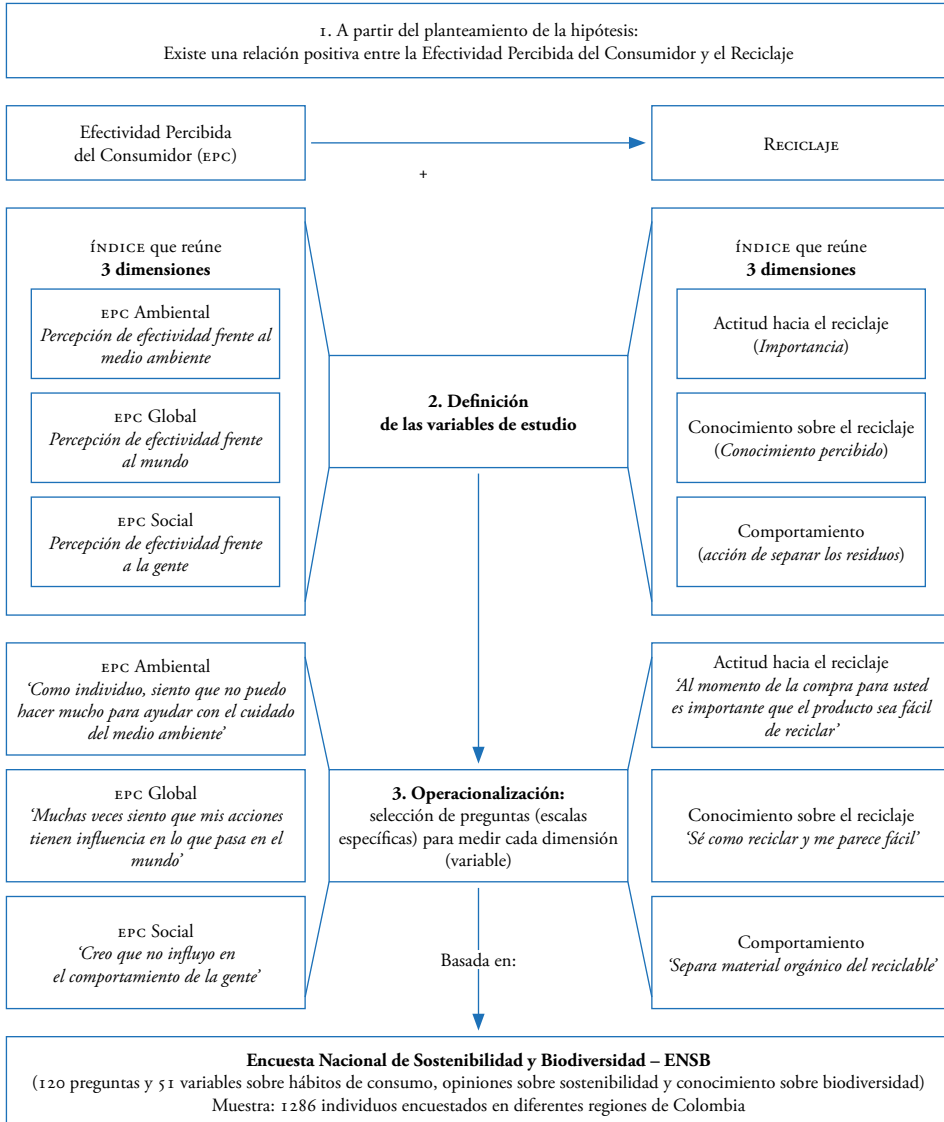 1. A partir del planteamiento de la hipótesis:
Existe una relación positiva entre la Efectividad Percibida del Consumidor y el Reciclaje
Efectividad Percibida
del Consumidor (EPC)
+
Reciclaje
ÍNDICE que reúne
3 dimensiones
EPC Ambiental
Percepción de efectividad frente al
medio ambiente
EPC Global
Percepción de efectividad frente
al mundo
EPC Social
Percepción de efectividad frente
a la gente
2. Definición
de las variables de estudio
ÍNDICE que reúne
3 dimensiones
Actitud hacia el reciclaje
(Importancia)
Conocimiento sobre el reciclaje
(Conocimiento percibido)
Comportamiento
(acción de separar los residuos)
EPC Ambiental
‘Como individuo, siento que no puedo
hacer mucho para ayudar con el cuidado
del medio ambiente’
EPC Global
‘Muchas veces siento que mis acciones
tienen influencia en lo que pasa en el
mundo’
EPC Social
‘Creo que no influyo en
el comportamiento de la gente’
3. Operacionalización:
selección de preguntas (escalas
específicas) para medir cada dimensión
(variable)
Basada en:
Actitud hacia el reciclaje
‘Al momento de la compra para usted
es importante que el producto sea fácil
de reciclar’
Conocimiento sobre el reciclaje
‘Sé como reciclar y me parece fácil’
Comportamiento
‘Separa material orgánico del reciclable’
Encuesta Nacional de Sostenibilidad y Biodiversidad – ENSB
(120 preguntas y 51 variables sobre hábitos de consumo, opiniones sobre sostenibilidad y conocimiento sobre biodiversidad)
Muestra: 1286 individuos encuestados en diferentes regiones de Colombia